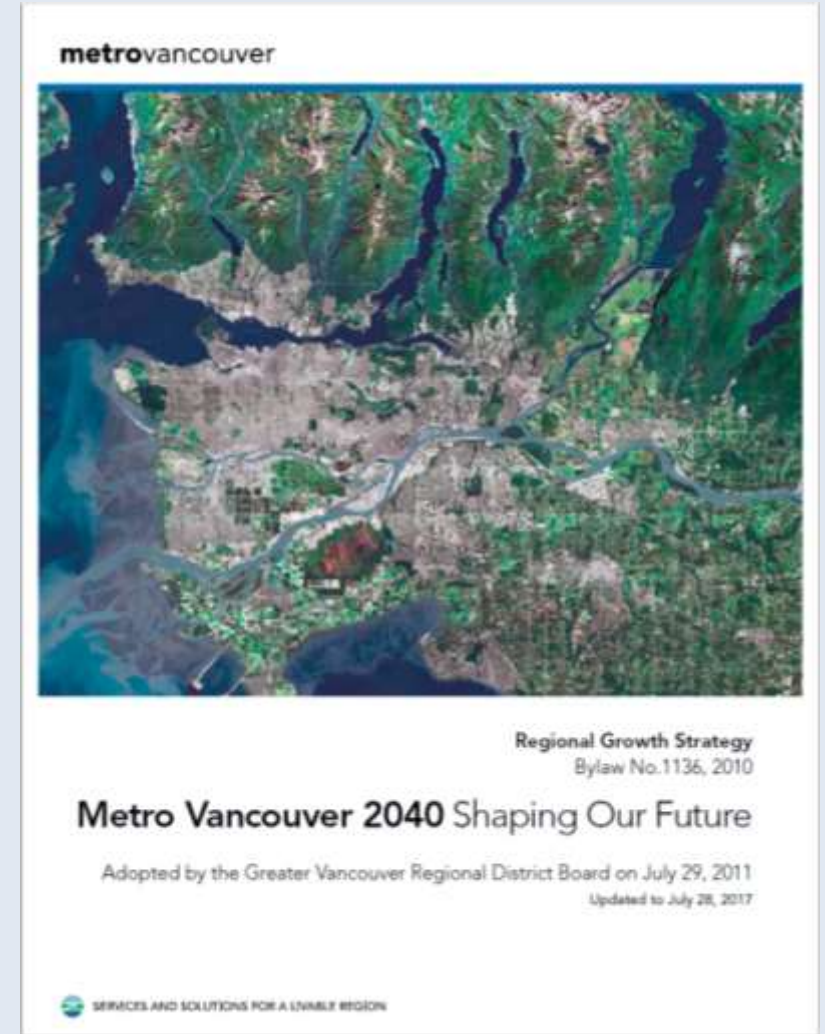 metrovancouver
Regional Growth Strategy
Bylaw No.1136, 2010
Metro Vancouver 2040 Shaping Our Future
Adopted by the Greater Vancouver Regional District Board on July 29, 2011
Updated to July 28, 2017
SERVICES AND SOLUTIONS FOR A LIVABLE REGION